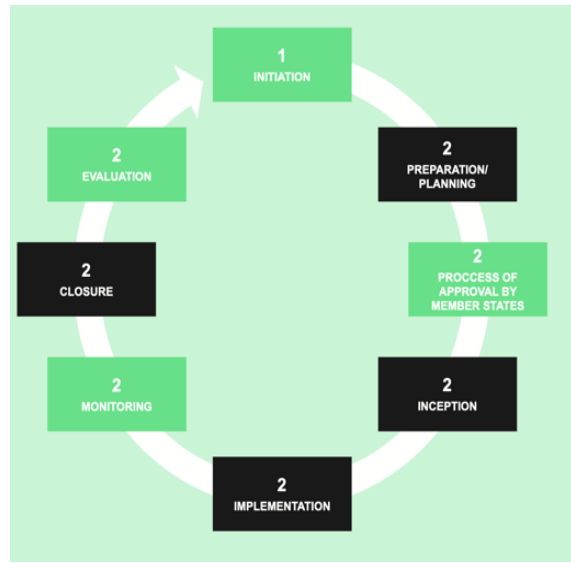 1
INITIATION
2
PREPARATION/
PLANNING
2
PROCCESS OF
APPROVAL BY
MEMBER STATES
2
INCEPTION
2
IMPLEMENTATION
2
MONITORING
2
CLOSURE
2
EVALUATION